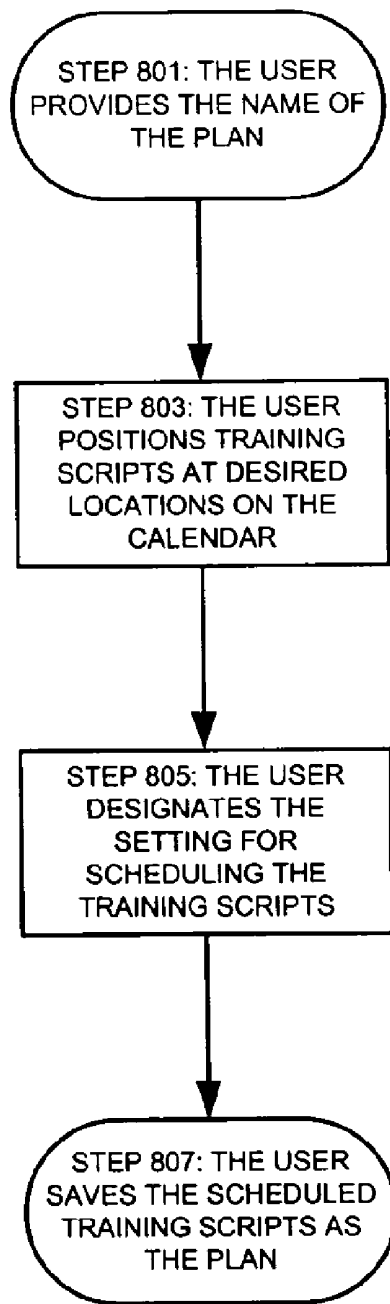 STEP 801: THE USER
PROVIDES THE NAME OF
THE PLAN
STEP 803: THE USER
POSITIONS TRAINING
SCRIPTS AT DESIRED
LOCATIONS ON THE
CALENDAR
STEP 805: THE USER
DESIGNATES THE
SETTING FOR
SCHEDULING THE
TRAINING SCRIPTS
STEP 807: THE USER
SAVES THE SCHEDULED
TRAINING SCRIPTS AS
THE PLAN